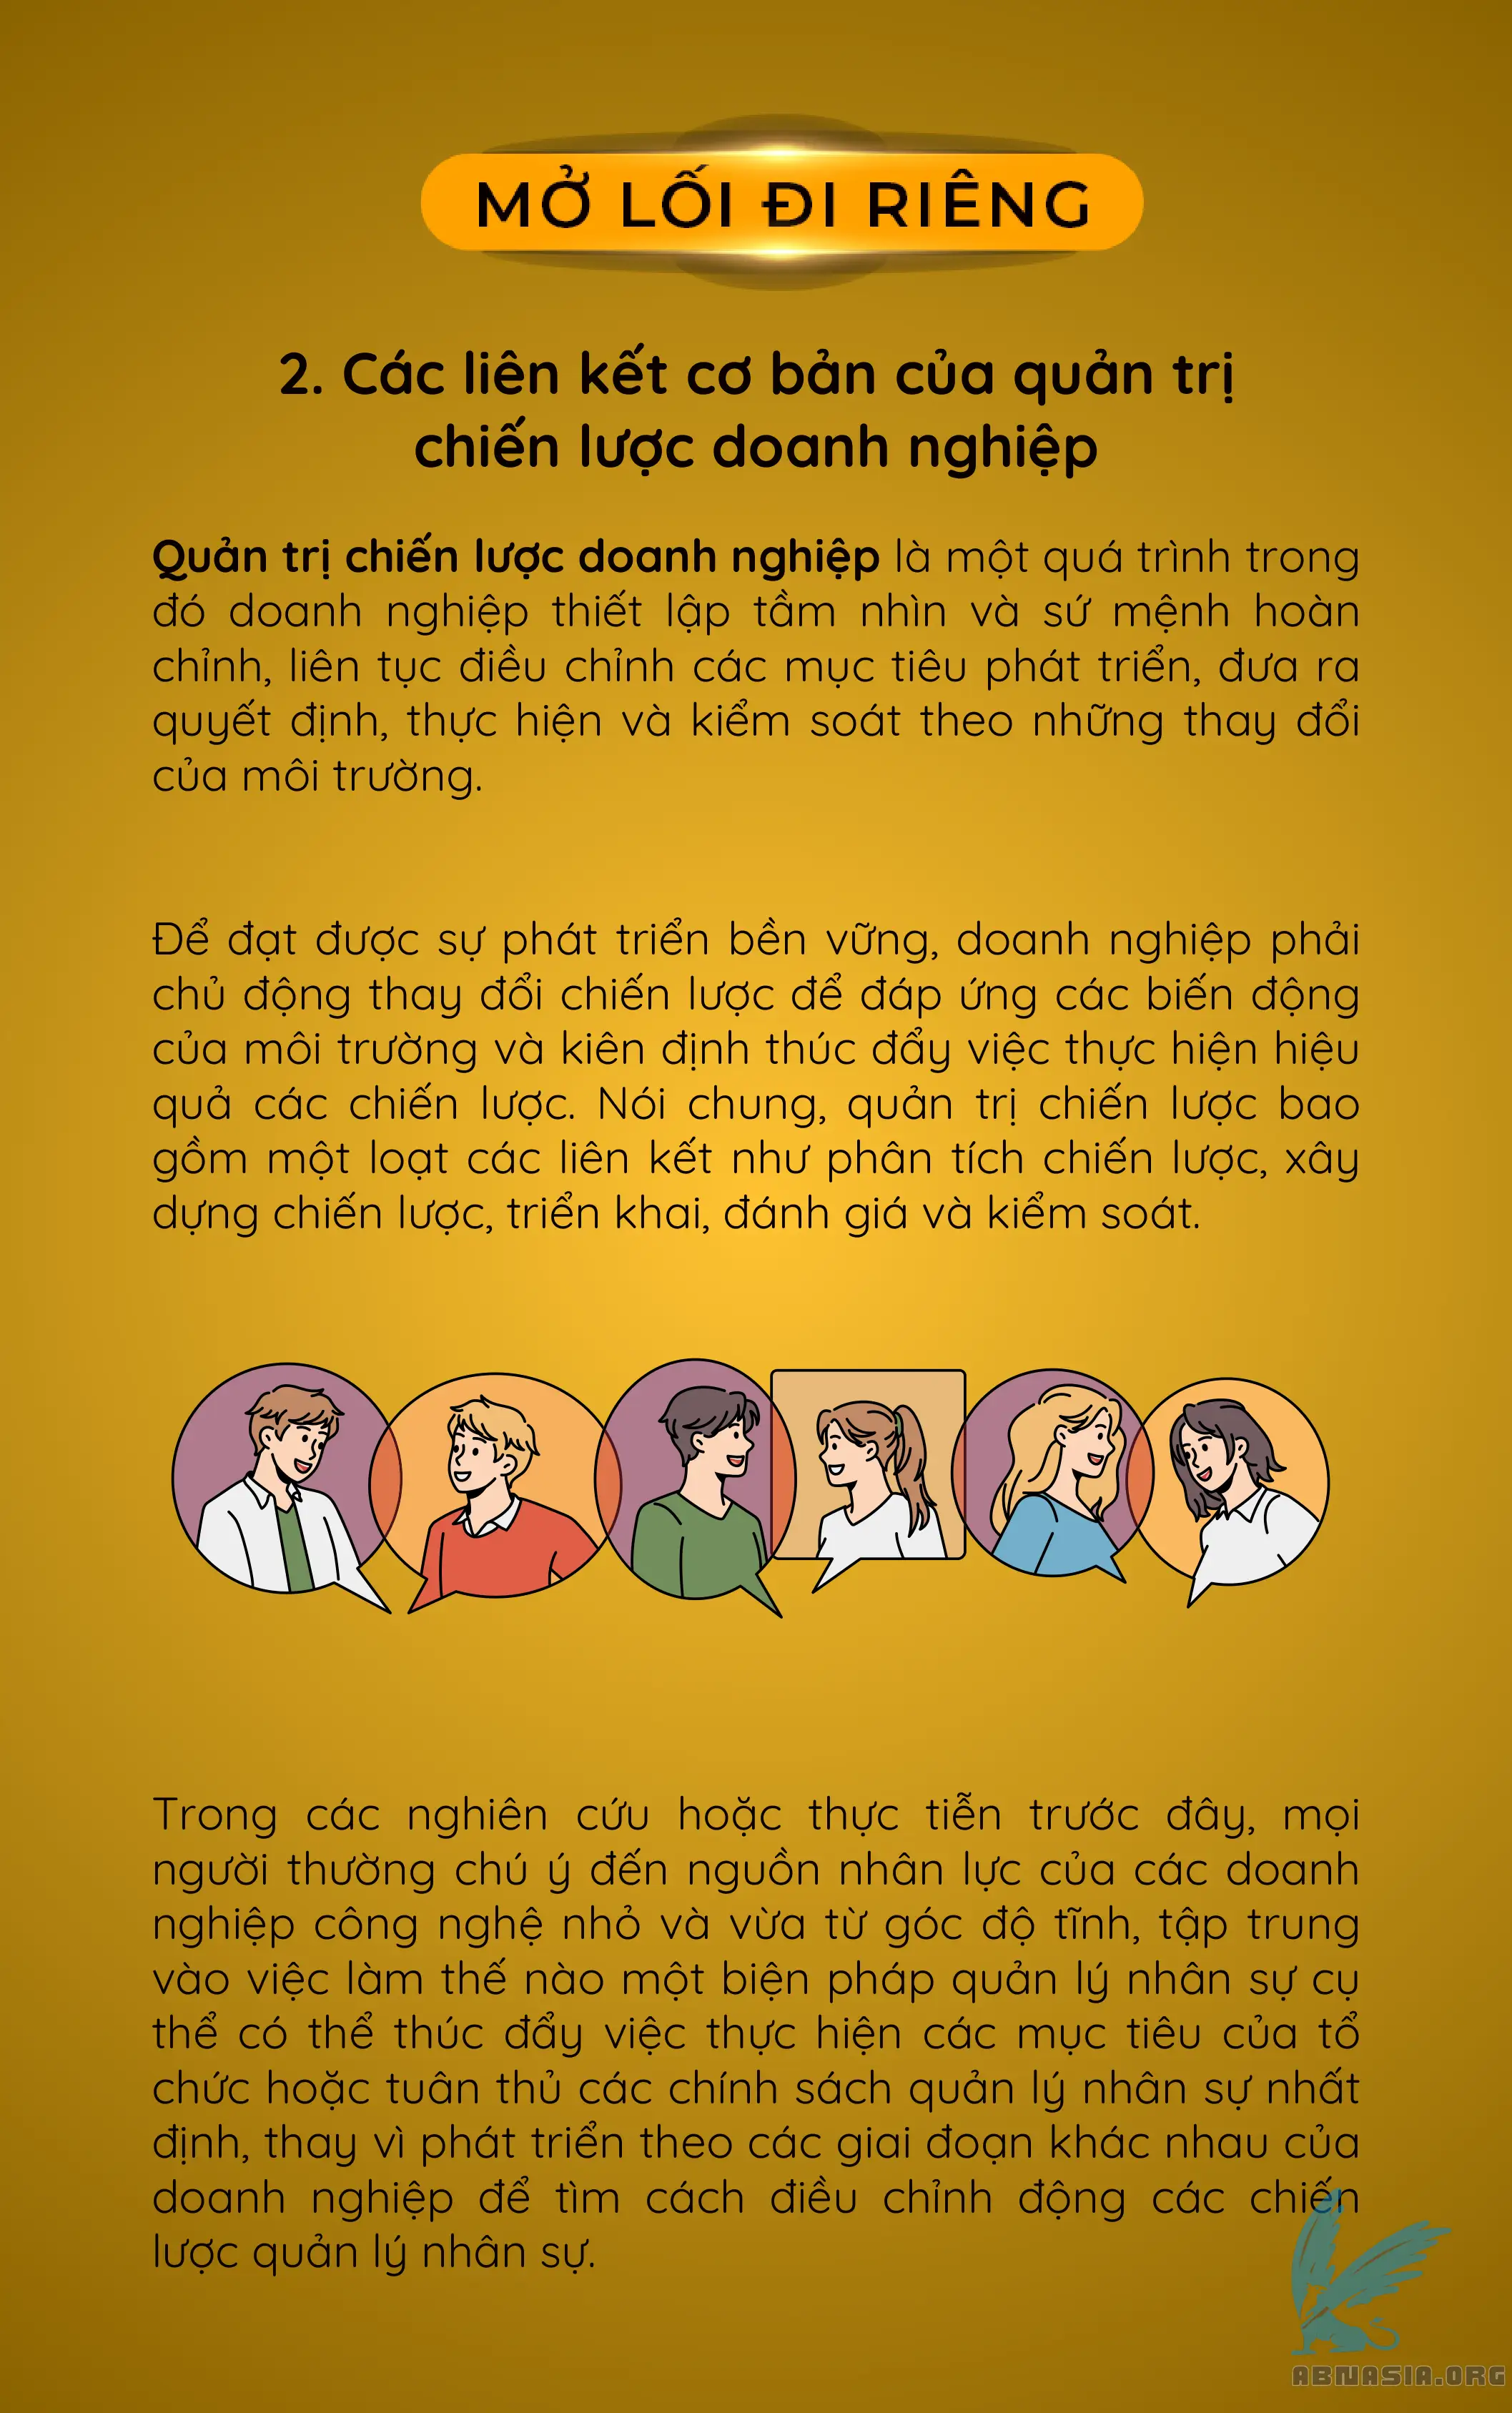 MỞ LỐI ĐI RIÊNG
2. Các liên kết cơ bản của quản trị
chiến lược doanh nghiệp
Quản trị chiến lược doanh nghiệp là một quá trình trong
đó doanh nghiệp thiết lập tầm nhìn và sứ mệnh hoàn
chỉnh, liên tục điều chỉnh các mục tiêu phát triển, đưa ra
quyết định, thực hiện và kiểm soát theo những thay đổi
của môi trường.
Để đạt được sự phát triển bền vững, doanh nghiệp phải
chủ động thay đổi chiến lược để đáp ứng các biến động
của môi trường và kiên định thúc đẩy việc thực hiện hiệu
quả các chiến lược. Nói chung, quản trị chiến lược bao
gồm một loạt các liên kết như phân tích chiến lược, xây
dựng chiến lược, triển khai, đánh giá và kiểm soát.
Trong các nghiên cứu hoặc thực tiễn trước đây, mọi
người thường chú ý đến nguồn nhân lực của các doanh
nghiệp công nghệ nhỏ và vừa từ góc độ tĩnh, tập trung
vào việc làm thế nào một biện pháp quản lý nhân sự cụ
thể có thể thúc đẩy việc thực hiện các mục tiêu của tổ
chức hoặc tuân thủ các chính sách quản lý nhân sự nhất
định, thay vì phát triển theo các giai đoạn khác nhau của
doanh nghiệp để tìm cách điều chỉnh động các chiến
lược quản lý nhân sự.
ABNASIA.ORG